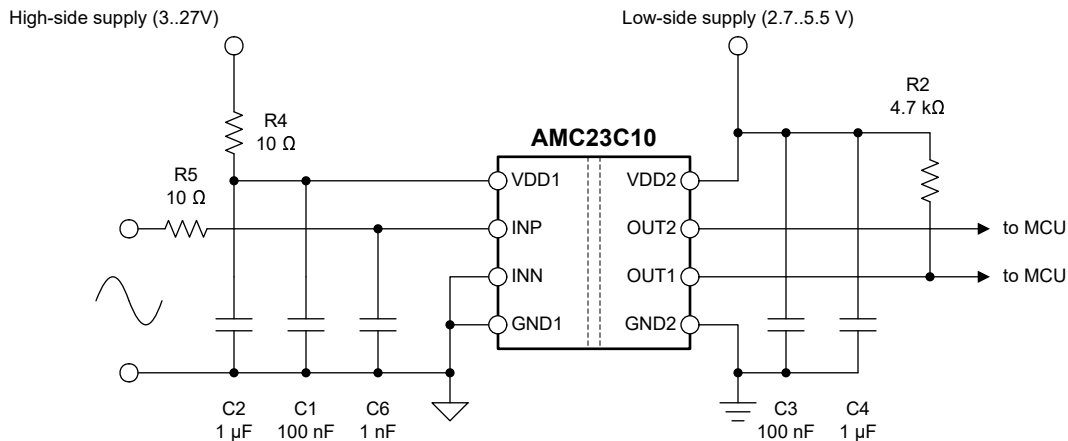 High-side supply (3..27V)
Low-side supply (2.7..5.5 V)
R4
10 Ω
R5
10 Ω
R2
4.7 kΩ
AMC23C10
VDD1
VDD2
INP
OUT2
to MCU
INN
OUT1
to MCU
GND1
GND2
C2
1 µF
C1
100 nF
C6
1 nF
C3
100 nF
C4
1 µF